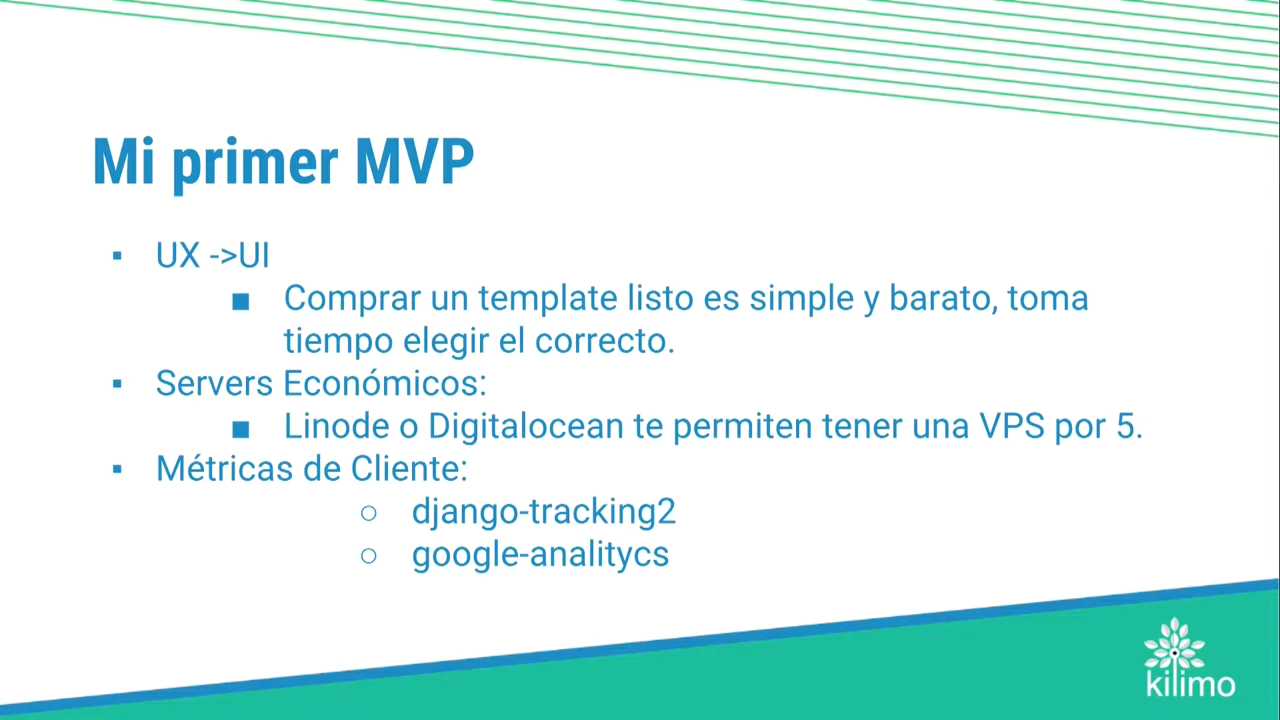 Mi primer MVP
▪ UX ->UI
■ Comprar un template listo es simple y barato, toma
tiempo elegir el correcto.
▪ Servers Económicos:
■ Linode o Digitalocean te permiten tener una VPS por 5.
▪ Métricas de Cliente:
○ django-tracking2
○ google-analitycs
kilimo